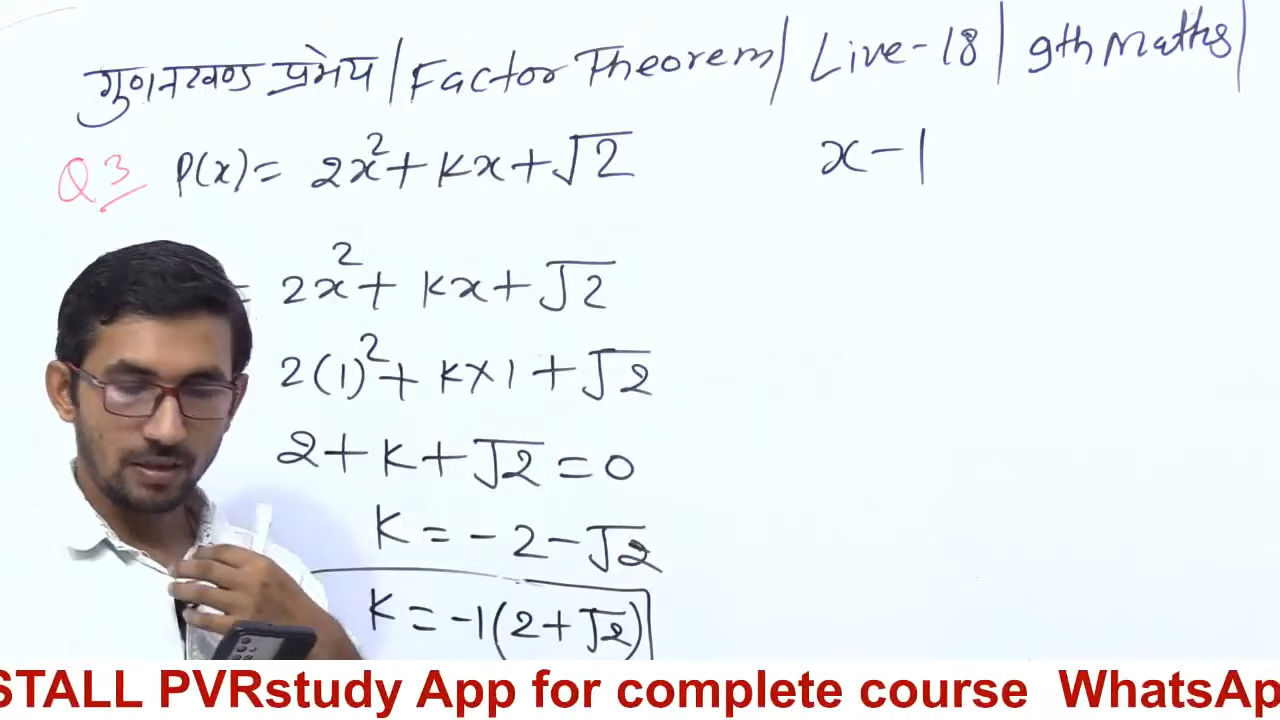 गुणनखण्ड प्रमेय | Factor Theorem | Live-18 | 9th Maths |
Q 3 P(x) = 2x² + Kx + √2 x - 1
= 2x² + Kx + √2
2(1)² + K×1 + √2
2 + K + √2 = 0
K = -2 - √2
K = -1(2 + √2)
STALL PVRstudy App for complete course WhatsAp